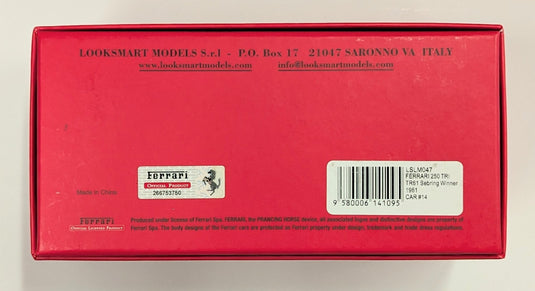 LOOKSMART MODELS S.r.l - P.O. Box 17 - 21047 SARONNO VA ITALY
www.looksmartmodels.com info@looksmartmodels.com
Made in China
Ferrari
OFFICIAL PRODUCT
266753750
LSLM047
FERRARI 250 TRI
TR61 Sebring Winner
1961
CAR #14
9 580006 141095
Ferrari
OFFICIAL LICENSED PRODUCT
Produced under license of Ferrari Spa. FERRARI, the PRANCING HORSE device, all associated logos and distinctive designs are property of
Ferrari Spa. The body designs of the Ferrari cars are protected as Ferrari property under design, trademark and trade dress regulations.